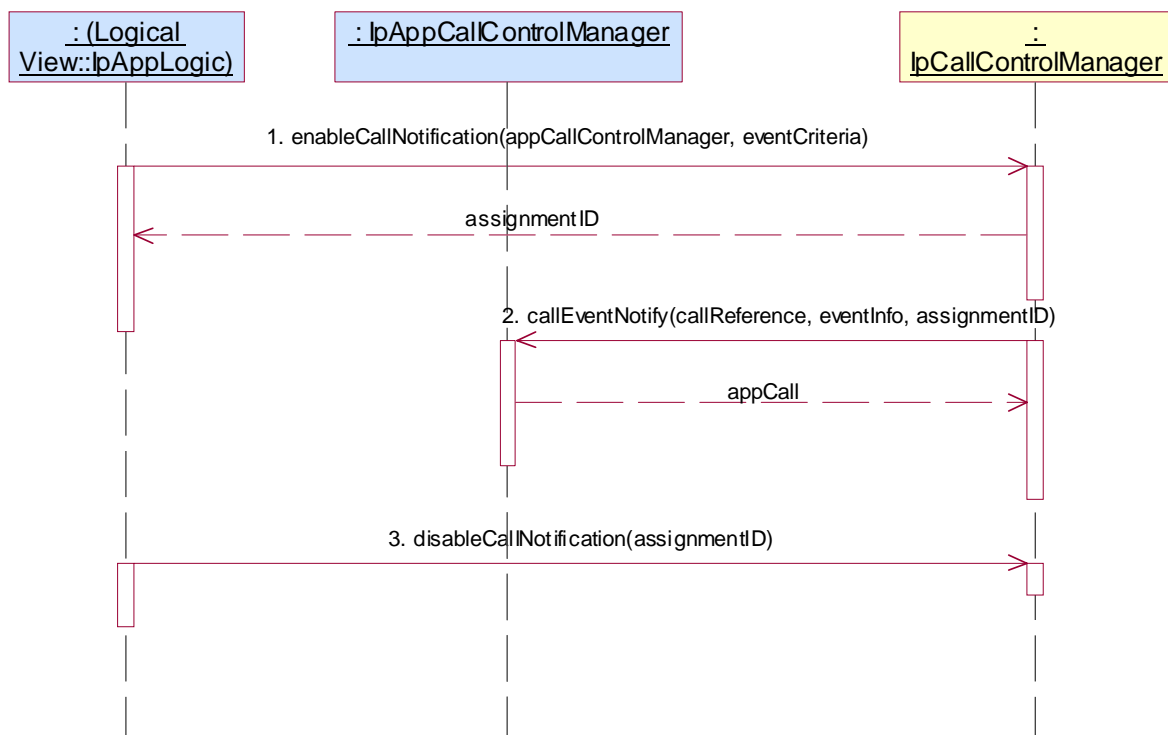 : (Logical
View::IpAppLogic)
: IpAppCallControlManager
:
IpCallControlManager
1. enableCallNotification(appCallControlManager, eventCriteria)
assignmentID
2. callEventNotify(callReference, eventInfo, assignmentID)
appCall
3. disableCallNotification(assignmentID)